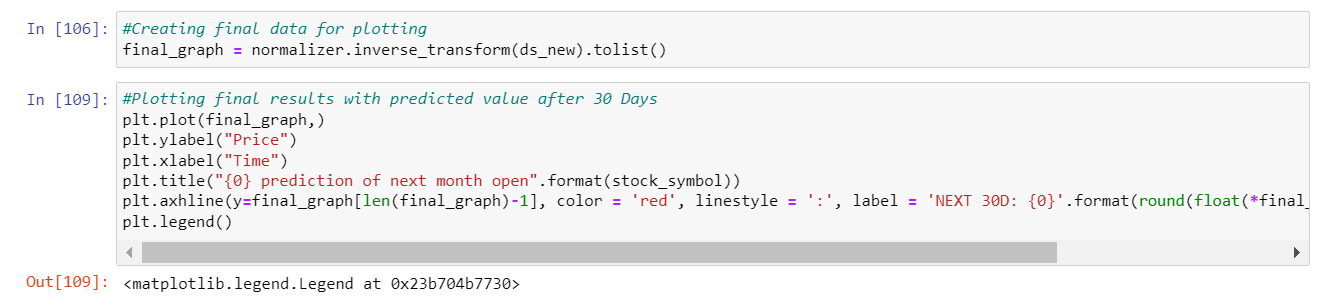 In [106]: #Creating final data for plotting
final_graph = normalizer.inverse_transform(ds_new).tolist()
In [109]: #Plotting final results with predicted value after 30 Days
plt.plot(final_graph,)
plt.ylabel("Price")
plt.xlabel("Time")
plt.title("{0} prediction of next month open".format(stock_symbol))
plt.axhline(y=final_graph[len(final_graph)-1], color = 'red', linestyle = ':', label = 'NEXT 30D: {0}'.format(round(float(*final_
plt.legend()
Out[109]: <matplotlib.legend.Legend at 0x23b704b7730>